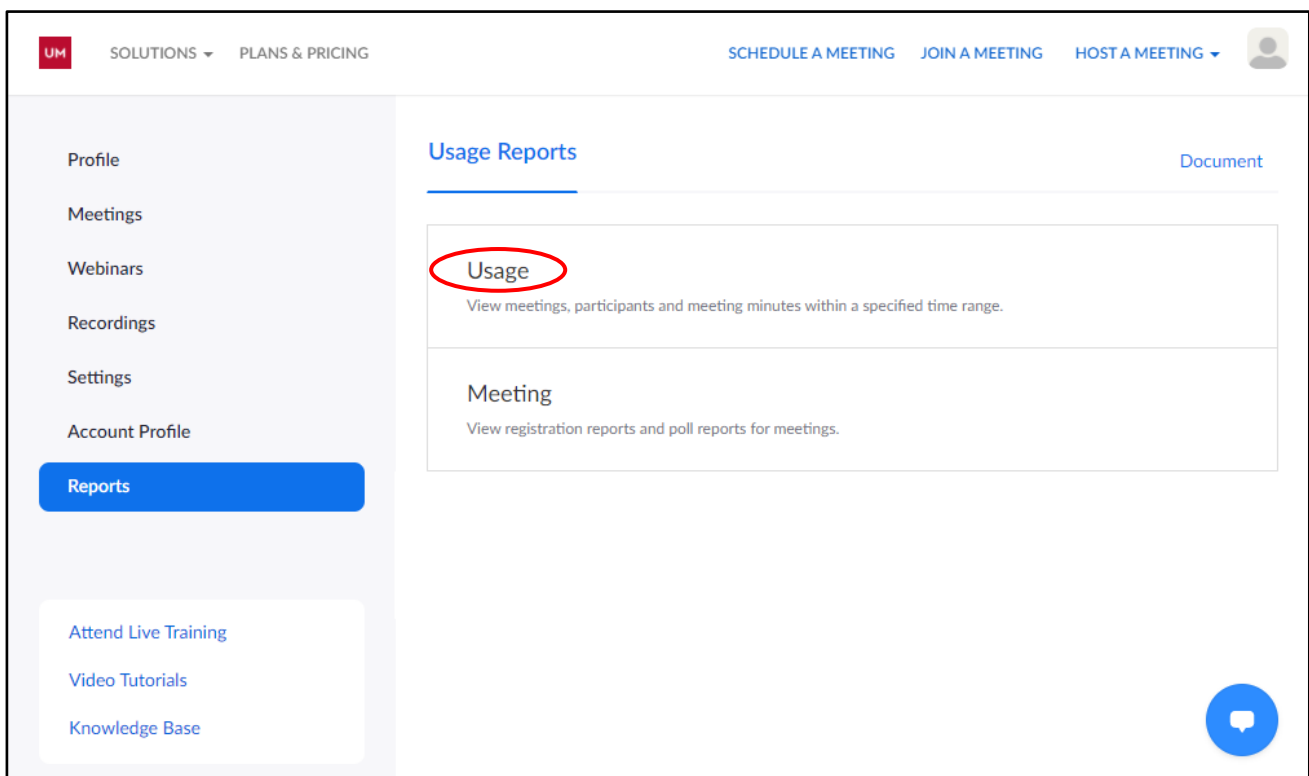 UM SOLUTIONS PLANS & PRICING SCHEDULE A MEETING JOIN A MEETING HOST A MEETING
Profile
Meetings
Webinars
Recordings
Settings
Account Profile
Reports
Attend Live Training
Video Tutorials
Knowledge Base
Usage Reports
Document
Usage
View meetings, participants and meeting minutes within a specified time range.
Meeting
View registration reports and poll reports for meetings.